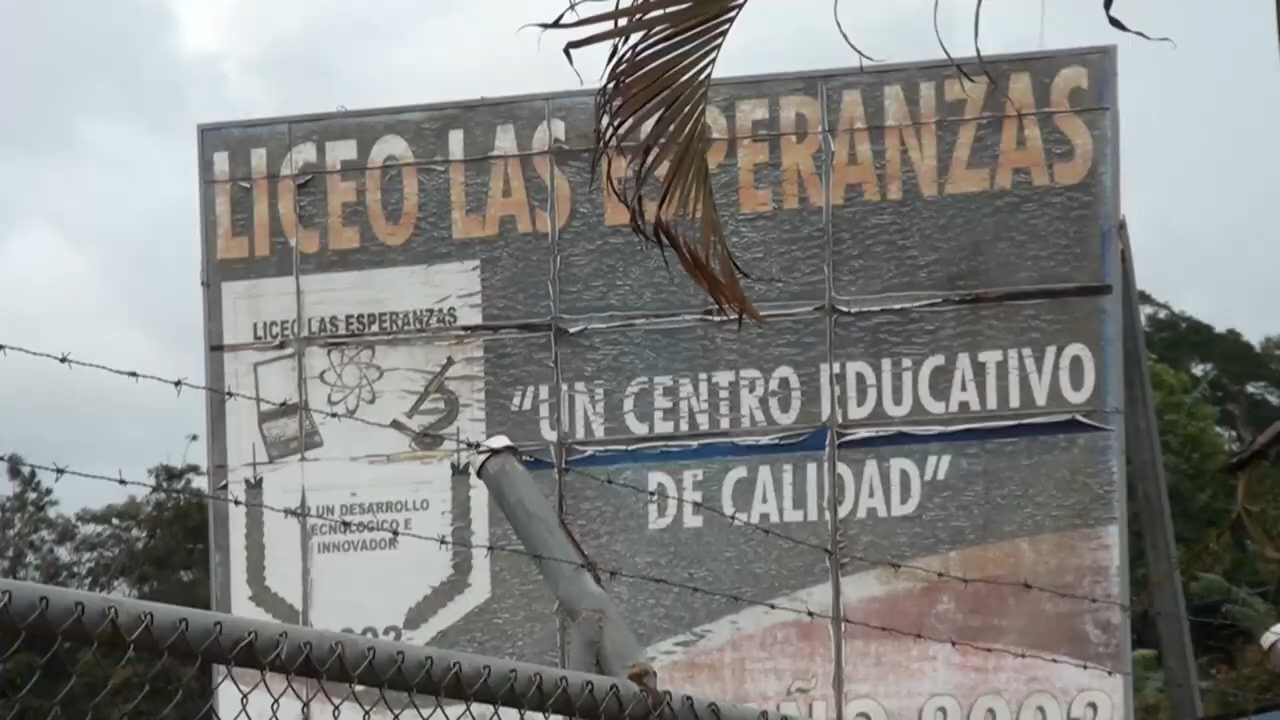 LICEO LAS ESPERANZAS
LICEO LAS ESPERANZAS
"UN CENTRO EDUCATIVO
DE CALIDAD"
POR UN DESARROLLO
TECNOLOGICO E
INNOVADOR